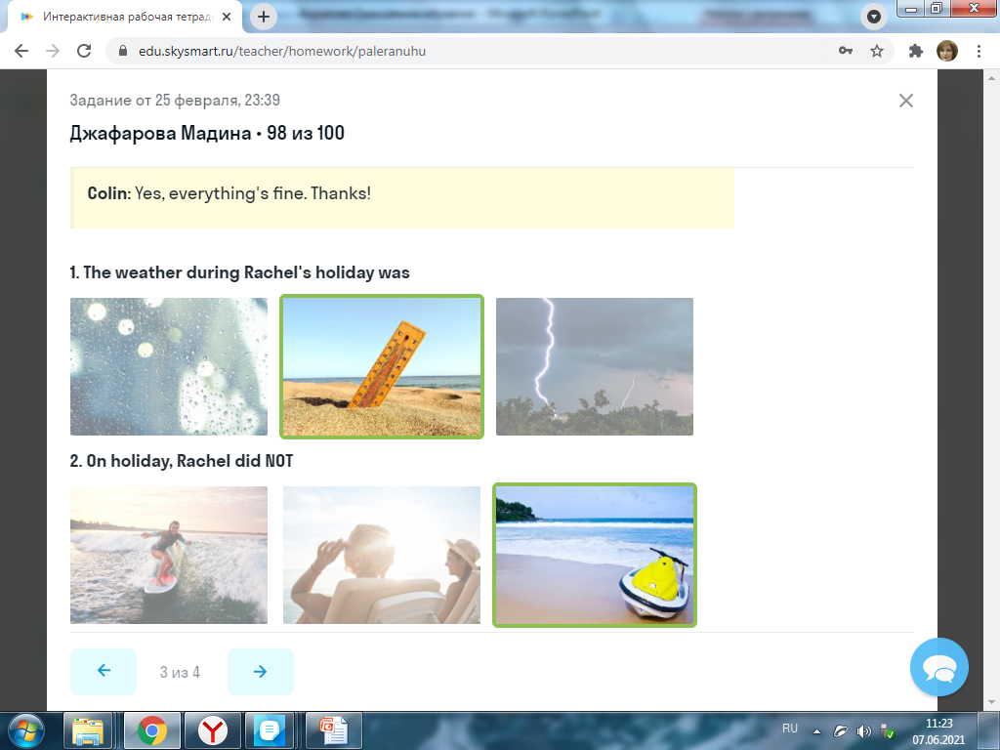 Интерактивная рабочая тетрад
edu.skysmart.ru/teacher/homework/paleranuhu
Задание от 25 февраля, 23:39
Джафарова Мадина • 98 из 100
Colin: Yes, everything's fine. Thanks!
1. The weather during Rachel's holiday was
2. On holiday, Rachel did NOT
3 из 4
RU
11:23
07.06.2021